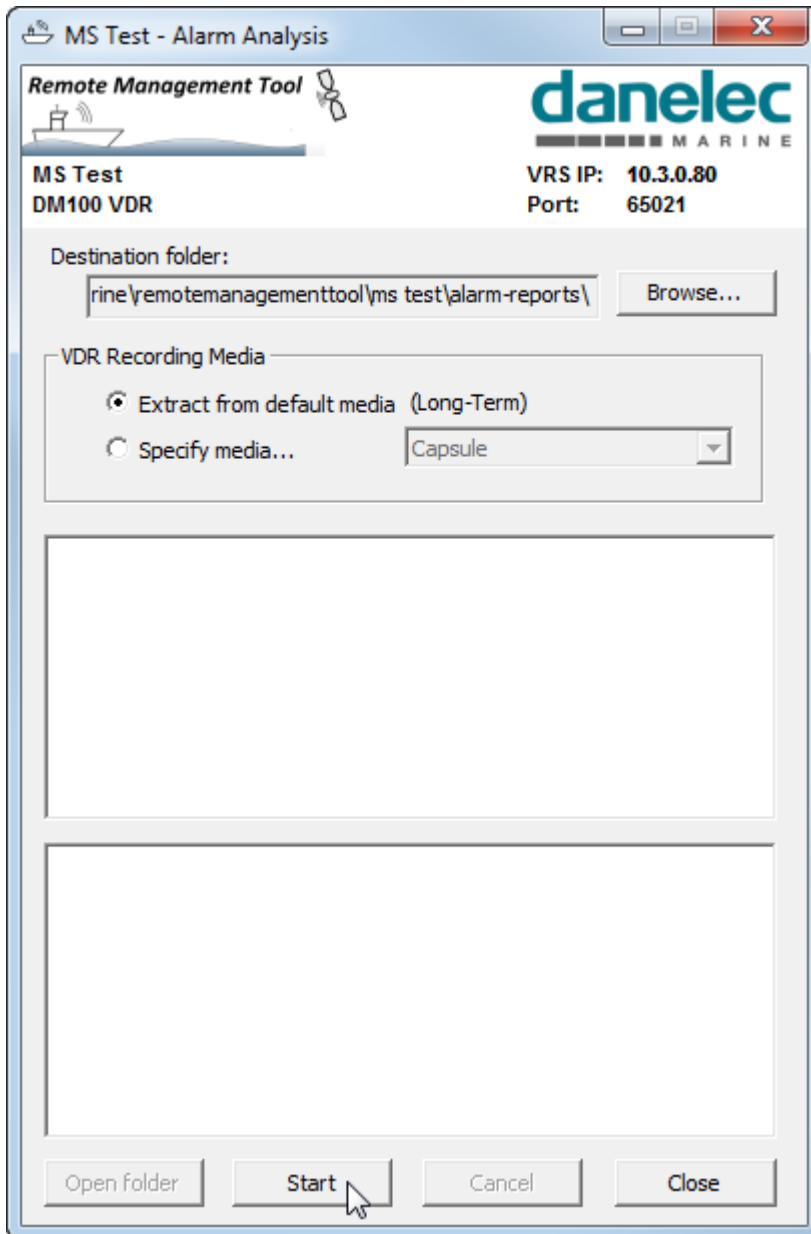 MS Test - Alarm Analysis
Remote Management Tool
danelec
MARINE
MS Test
DM100 VDR
VRS IP: 10.3.0.80
Port: 65021
Destination folder:
rine\remotemanagementtool\ms test\alarm-reports\
Browse...
VDR Recording Media
Extract from default media (Long-Term)
Specify media...
Capsule
Open folder
Start
Cancel
Close